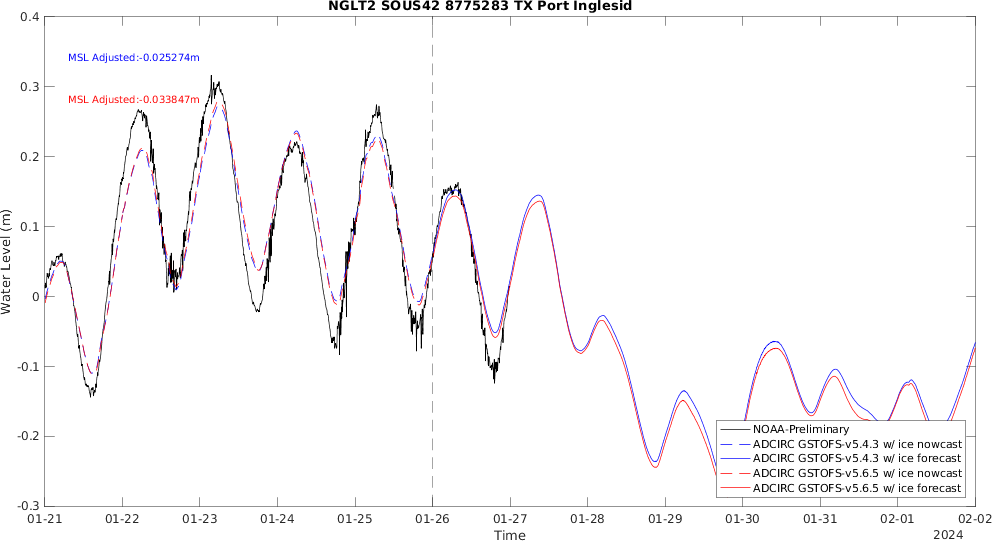 NGLT2 SOUS42 8775283 TX Port Inglesid
0.4
MSL Adjusted:-0.025274m
0.3
MSL Adjusted:-0.033847m
0.2
0.1
0
-0.1
-0.2
-0.3
Water Level (m)
NOAA-Preliminary
ADCIRC GSTOFS-v5.4.3 w/ ice nowcast
ADCIRC GSTOFS-v5.4.3 w/ ice forecast
ADCIRC GSTOFS-v5.6.5 w/ ice nowcast
ADCIRC GSTOFS-v5.6.5 w/ ice forecast
01-21 01-22 01-23 01-24 01-25 01-26 01-27 01-28 01-29 01-30 01-31 02-01 02-02
Time
2024